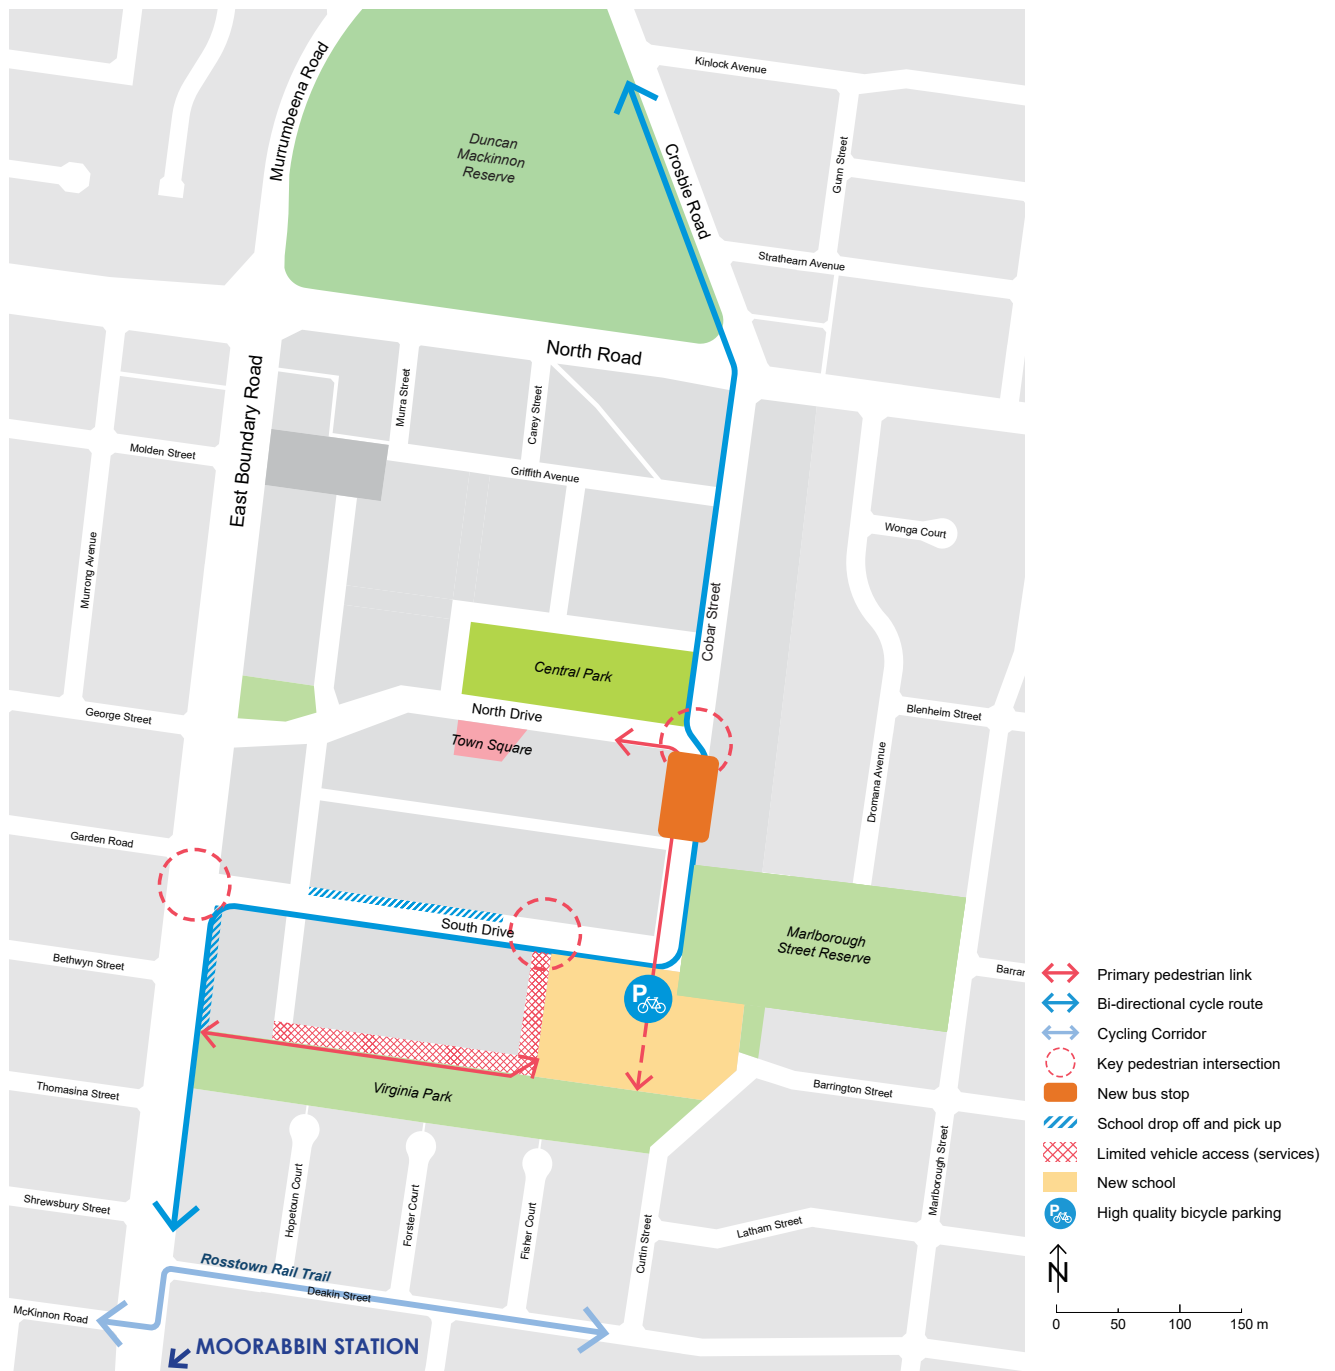 Kinlock Avenue
Murrumbeena Road
Duncan
Mackinnon
Reserve
Crosbie Road
Gunn Street
Strathearn Avenue
North Road
East Boundary Road
Murra Street
Carey Street
Molden Street
Griffith Avenue
Wonga Court
Murrong Avenue
Cobar Street
Central Park
George Street
North Drive
Town Square
Blenheim Street
Dromana Avenue
Garden Road
South Drive
Marlborough
Street Reserve
Bethwyn Street
Barrar
P
Thomasina Street
Virginia Park
Barrington Street
Marlborough Street
Shrewsbury Street
Hopetoun Court
Forster Court
Fisher Court
Curtin Street
Latham Street
Rosstown Rail Trail
Deakin Street
McKinnon Road
MOORABBIN STATION
Primary pedestrian link
Bi-directional cycle route
Cycling Corridor
Key pedestrian intersection
New bus stop
School drop off and pick up
Limited vehicle access (services)
New school
P
High quality bicycle parking
N
0 50 100 150 m